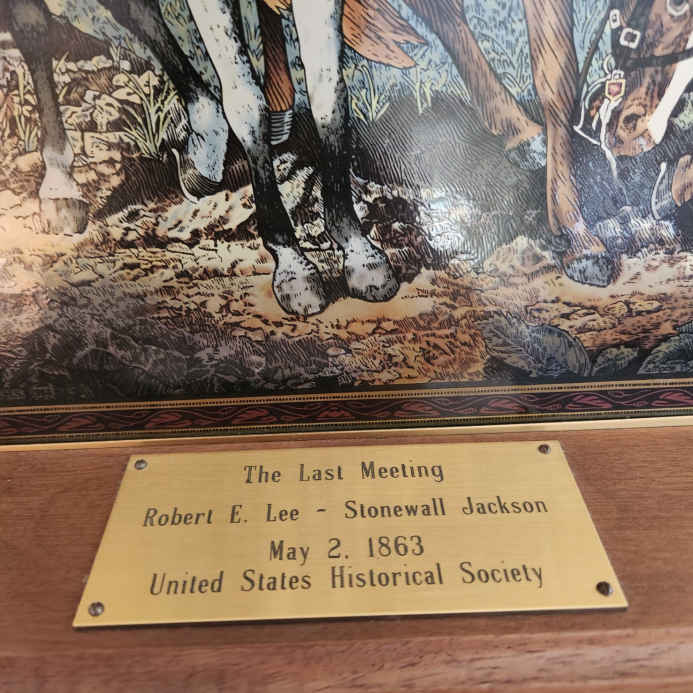 The Last Meeting
Robert E. Lee - Stonewall Jackson
May 2, 1863
United States Historical Society